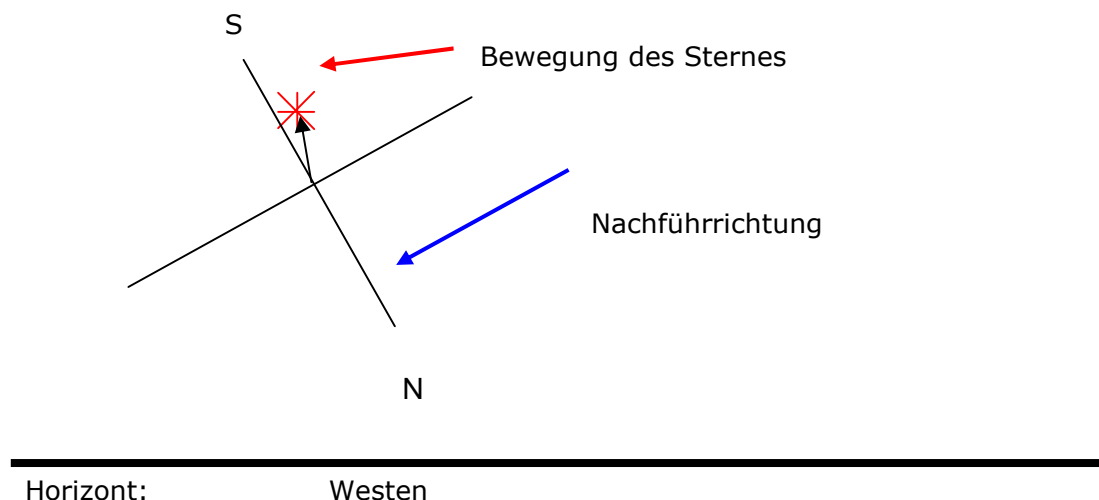 S
Bewegung des Sternes
Nachführrichtung
N
Horizont: Westen